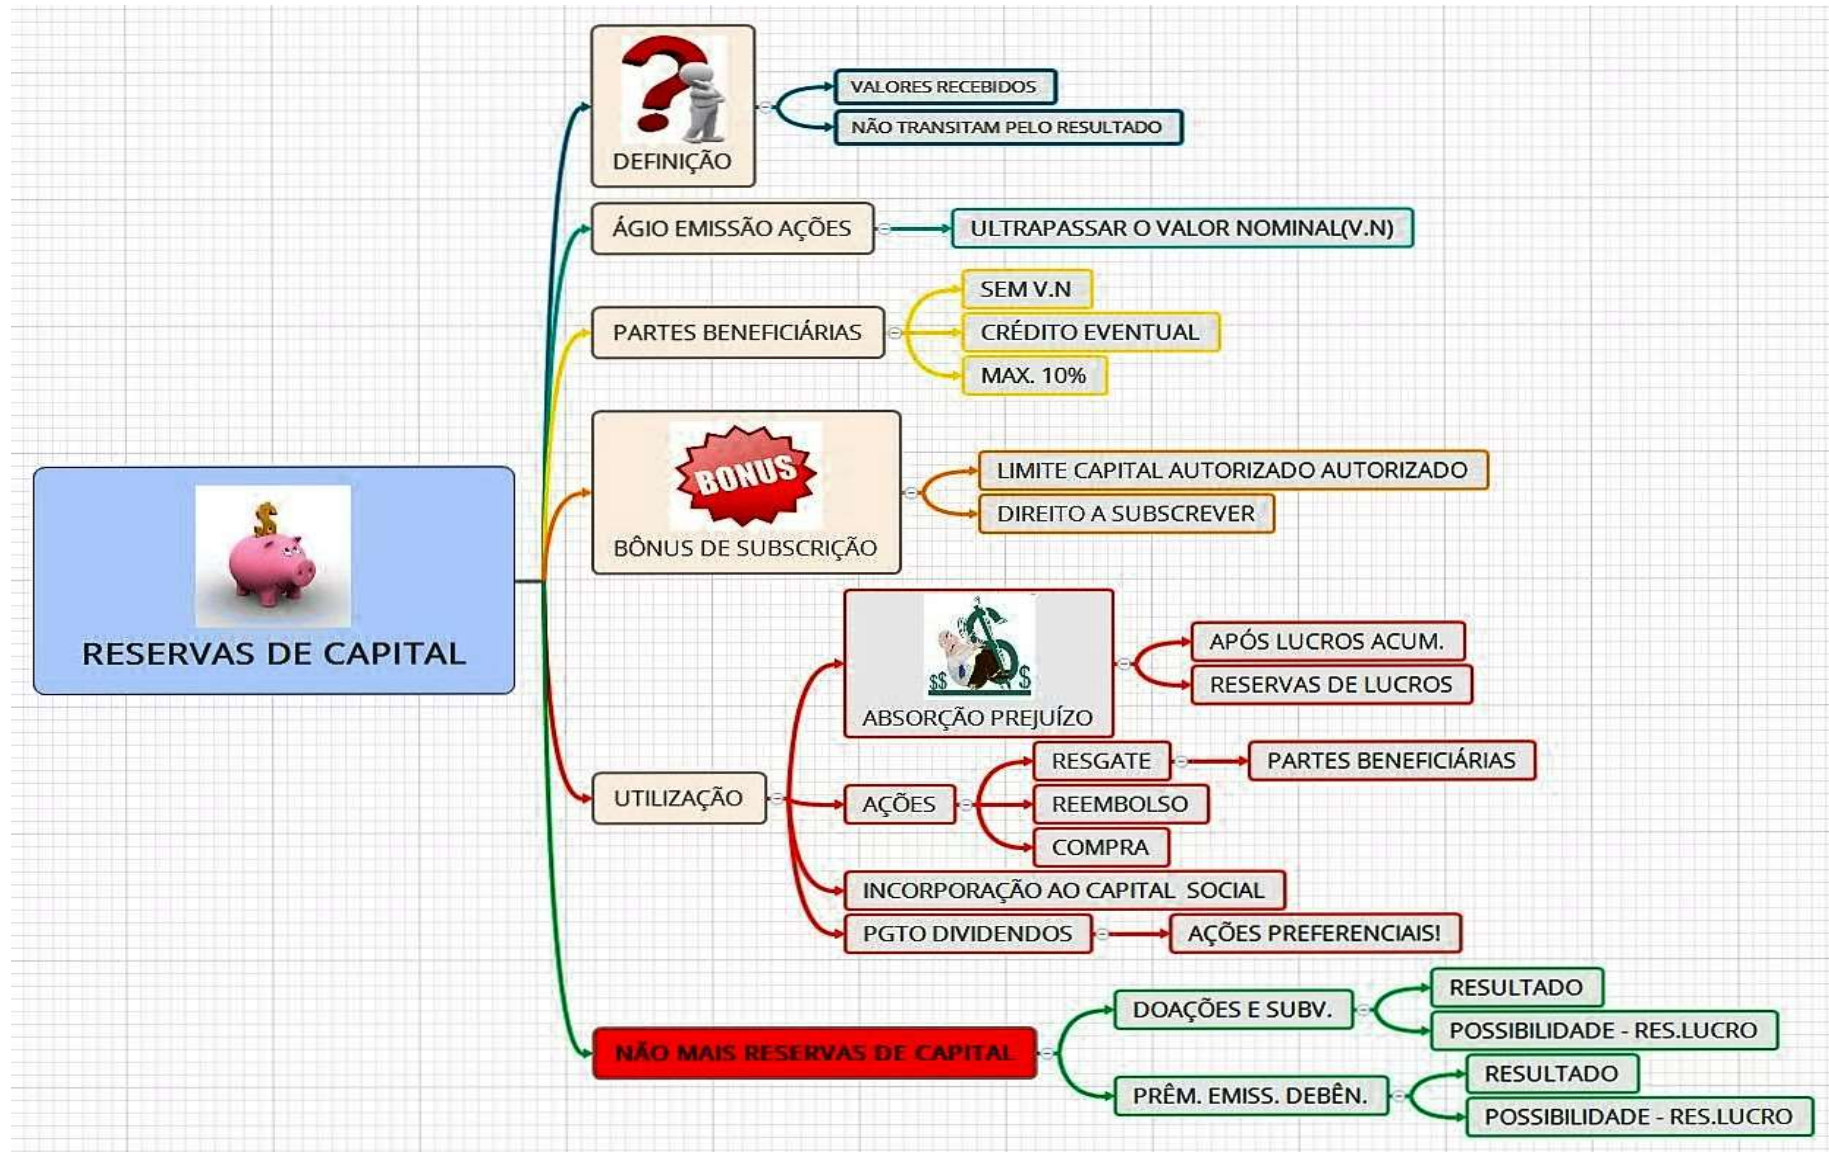 DEFINIÇÃO
VALORES RECEBIDOS
NÃO TRANSITAM PELO RESULTADO
ÁGIO EMISSÃO AÇÕES
ULTRAPASSAR O VALOR NOMINAL(V.N)
PARTES BENEFICIÁRIAS
SEM V.N
CRÉDITO EVENTUAL
MAX. 10%
BONUS
BÔNUS DE SUBSCRIÇÃO
LIMITE CAPITAL AUTORIZADO AUTORIZADO
DIREITO A SUBSCREVER
$
RESERVAS DE CAPITAL
UTILIZAÇÃO
$
$$
$
ABSORÇÃO PREJUÍZO
APÓS LUCROS ACUM.
RESERVAS DE LUCROS
AÇÕES
RESGATE
PARTES BENEFICIÁRIAS
REEMBOLSO
COMPRA
INCORPORAÇÃO AO CAPITAL SOCIAL
PGTO DIVIDENDOS
AÇÕES PREFERENCIAIS!
NÃO MAIS RESERVAS DE CAPITAL
DOAÇÕES E SUBV.
RESULTADO
POSSIBILIDADE - RES.LUCRO
PRÊM. EMISS. DEBÊN.
RESULTADO
POSSIBILIDADE - RES.LUCRO